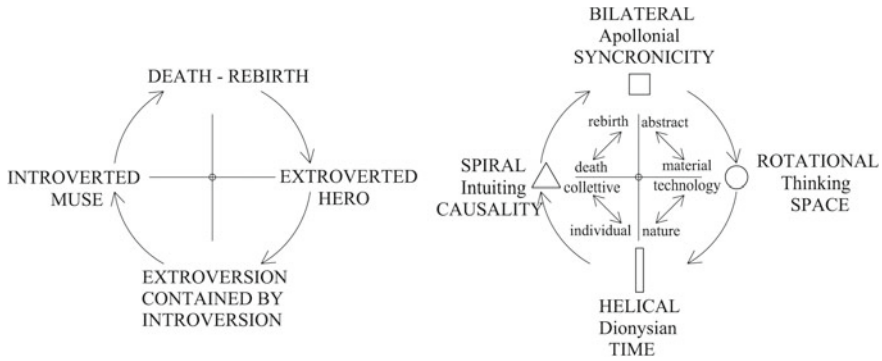 DEATH - REBIRTH
INTROVERTED
MUSE
EXTROVERTED
HERO
EXTROVERSION
CONTAINED BY
INTROVERSION
BILATERAL
Apollonial
SYNCRONICITY
rebirth
abstract
death
material
SPIRAL
Intuiting
CAUSALITY
ROTATIONAL
Thinking
SPACE
collettive
technology
individual
nature
HELICAL
Dionysian
TIME